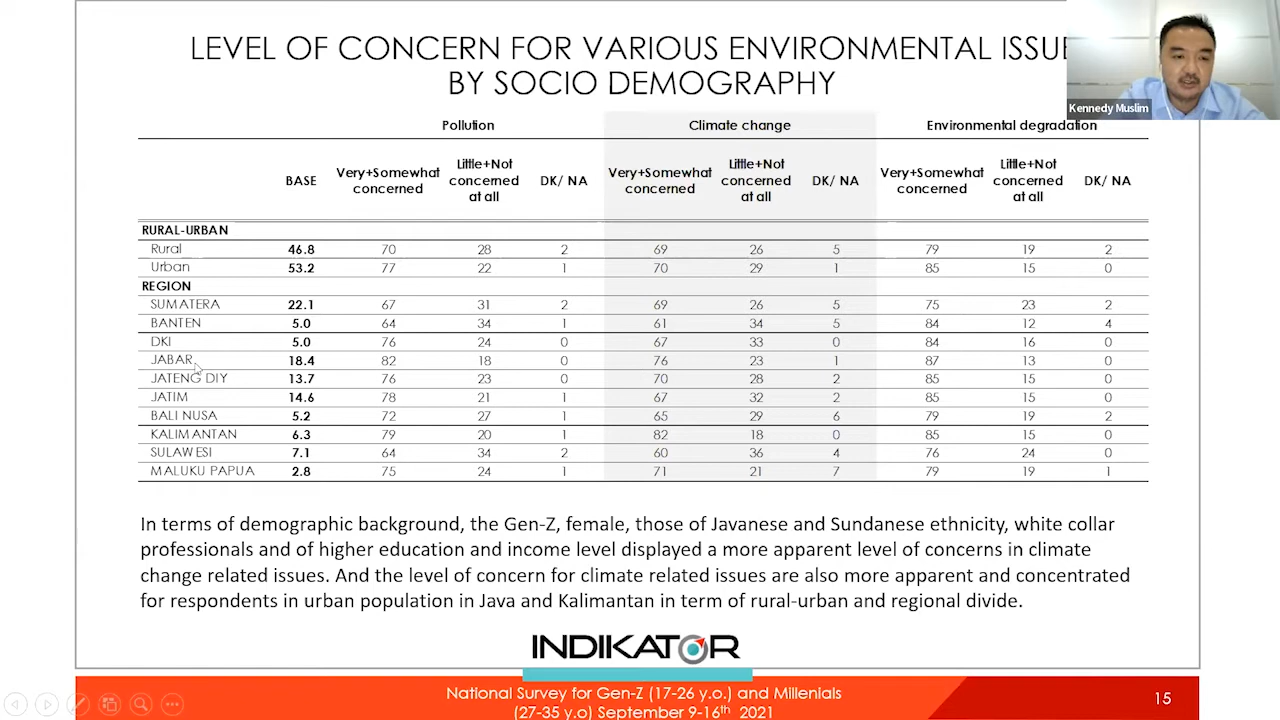 LEVEL OF CONCERN FOR VARIOUS ENVIRONMENTAL ISSUE
BY SOCIO DEMOGRAPHY
Kennedy Muslim
Pollution Climate change Environmental degradation
BASE Very+Somewhat concerned Little+Not concerned at all DK/ NA Very+Somewhat concerned Little+Not concerned at all DK/ NA Very+Somewhat concerned Little+Not concerned at all DK/ NA
RURAL-URBAN
Rural 46.8 70 28 2 69 26 5 79 19 2
Urban 53.2 77 22 1 70 29 1 85 15 0
REGION
SUMATERA 22.1 67 31 2 69 26 5 75 23 2
BANTEN 5.0 64 34 1 61 34 5 84 12 4
DKI 5.0 76 24 0 67 33 0 84 16 0
JABAR 18.4 82 18 0 76 23 1 87 13 0
JATENG DIY 13.7 76 23 0 70 28 2 85 15 0
JATIM 14.6 78 21 1 67 32 2 85 15 0
BALI NUSA 5.2 72 27 1 65 29 6 79 19 2
KALIMANTAN 6.3 79 20 1 82 18 0 85 15 0
SULAWESI 7.1 64 34 2 60 36 4 76 24 0
MALUKU PAPUA 2.8 75 24 1 71 21 7 79 19 1
In terms of demographic background, the Gen-Z, female, those of Javanese and Sundanese ethnicity, white collar
professionals and of higher education and income level displayed a more apparent level of concerns in climate
change related issues. And the level of concern for climate related issues are also more apparent and concentrated
for respondents in urban population in Java and Kalimantan in term of rural-urban and regional divide.
INDIKATOR
National Survey for Gen-Z (17-26 y.o.) and Millenials
(27-35 y.o) September 9-16th 2021
15